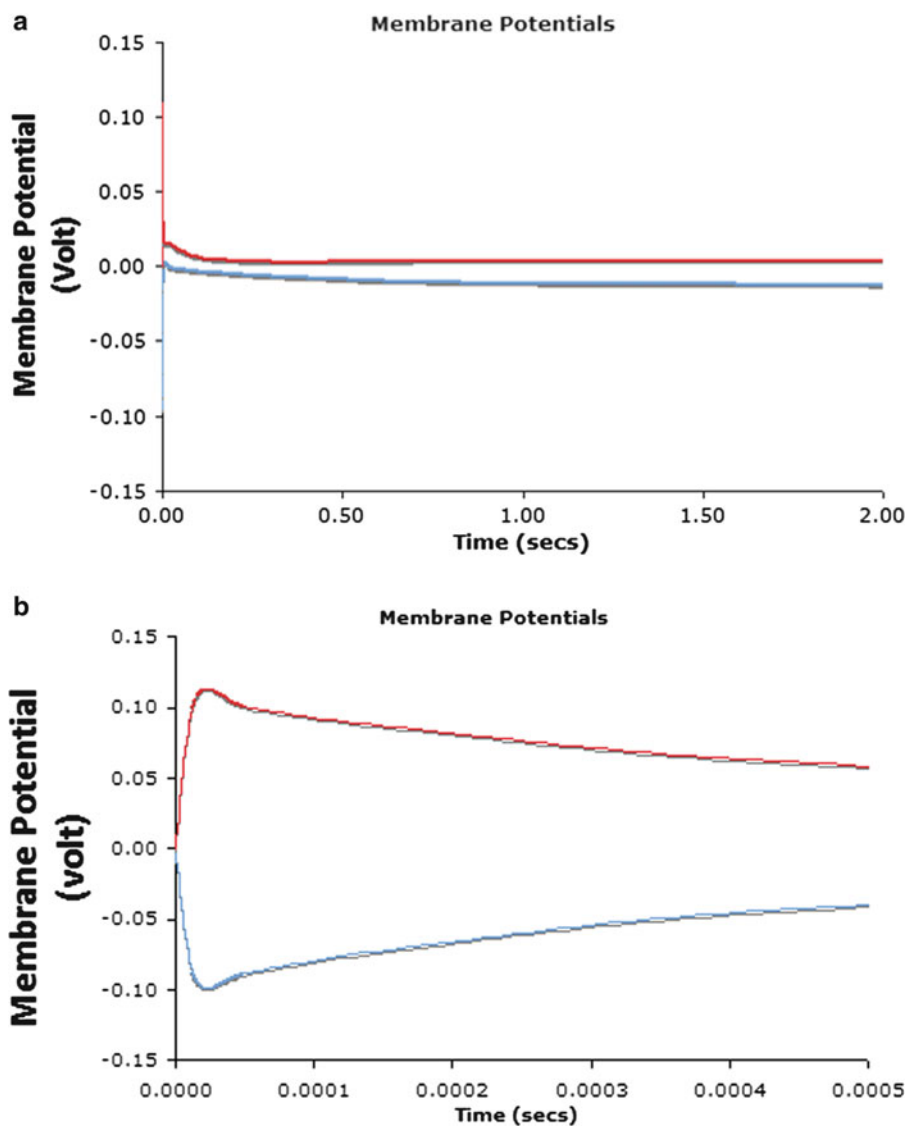 a
Membrane Potentials
Membrane Potential
(Volt)
0.15
0.10
0.05
0.00
-0.05
-0.10
-0.15
0.00 0.50 1.00 1.50 2.00
Time (secs)
b
Membrane Potentials
Membrane Potential
(volt)
0.15
0.10
0.05
0.00
-0.05
-0.10
-0.15
0.00000 0.0001 0.0002 0.0003 0.0004 0.0005
Time (secs)